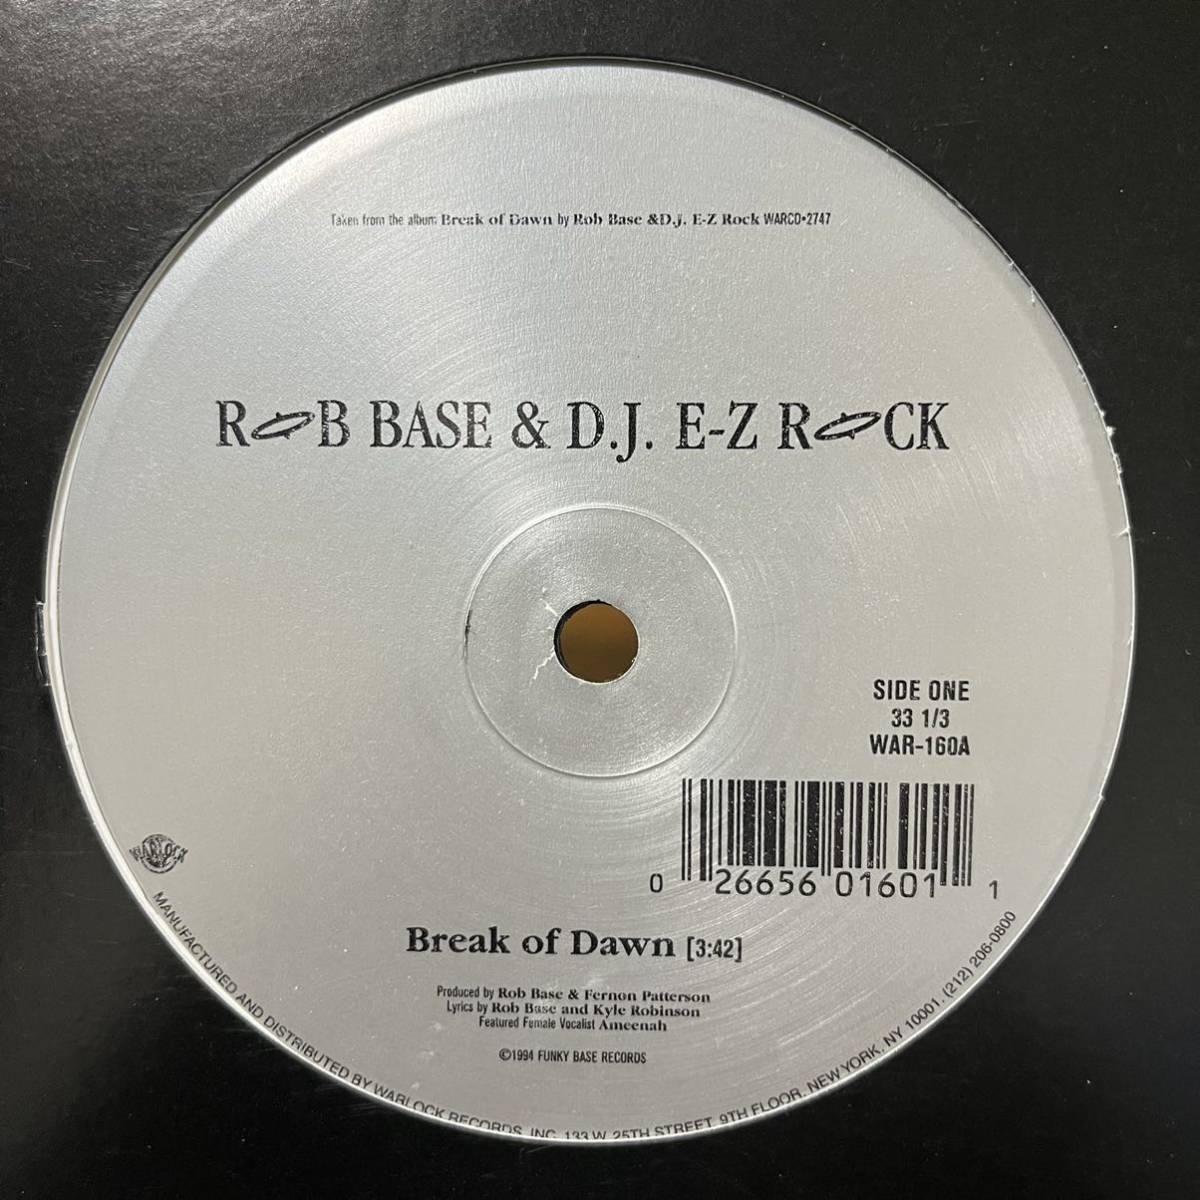 Taken from the album Break of Dawn by Rob Base &D.J. E-Z Rock WARCD•2747
ROB BASE & D.J. E-Z ROCK
SIDE ONE
33 1/3
WAR-160A
0 26656 01601 1
WARLOCK
Break of Dawn [3:42]
Produced by Rob Base & Fernon Patterson
Lyrics by Rob Base and Kyle Robinson
Featured Female Vocalist Ameenah
©1994 FUNKY BASE RECORDS
MANUFACTURED AND DISTRIBUTED BY WARLOCK RECORDS, INC. 133 W. 25TH STREET, 9TH FLOOR, NEW YORK, NY 10001. (212) 206-0800